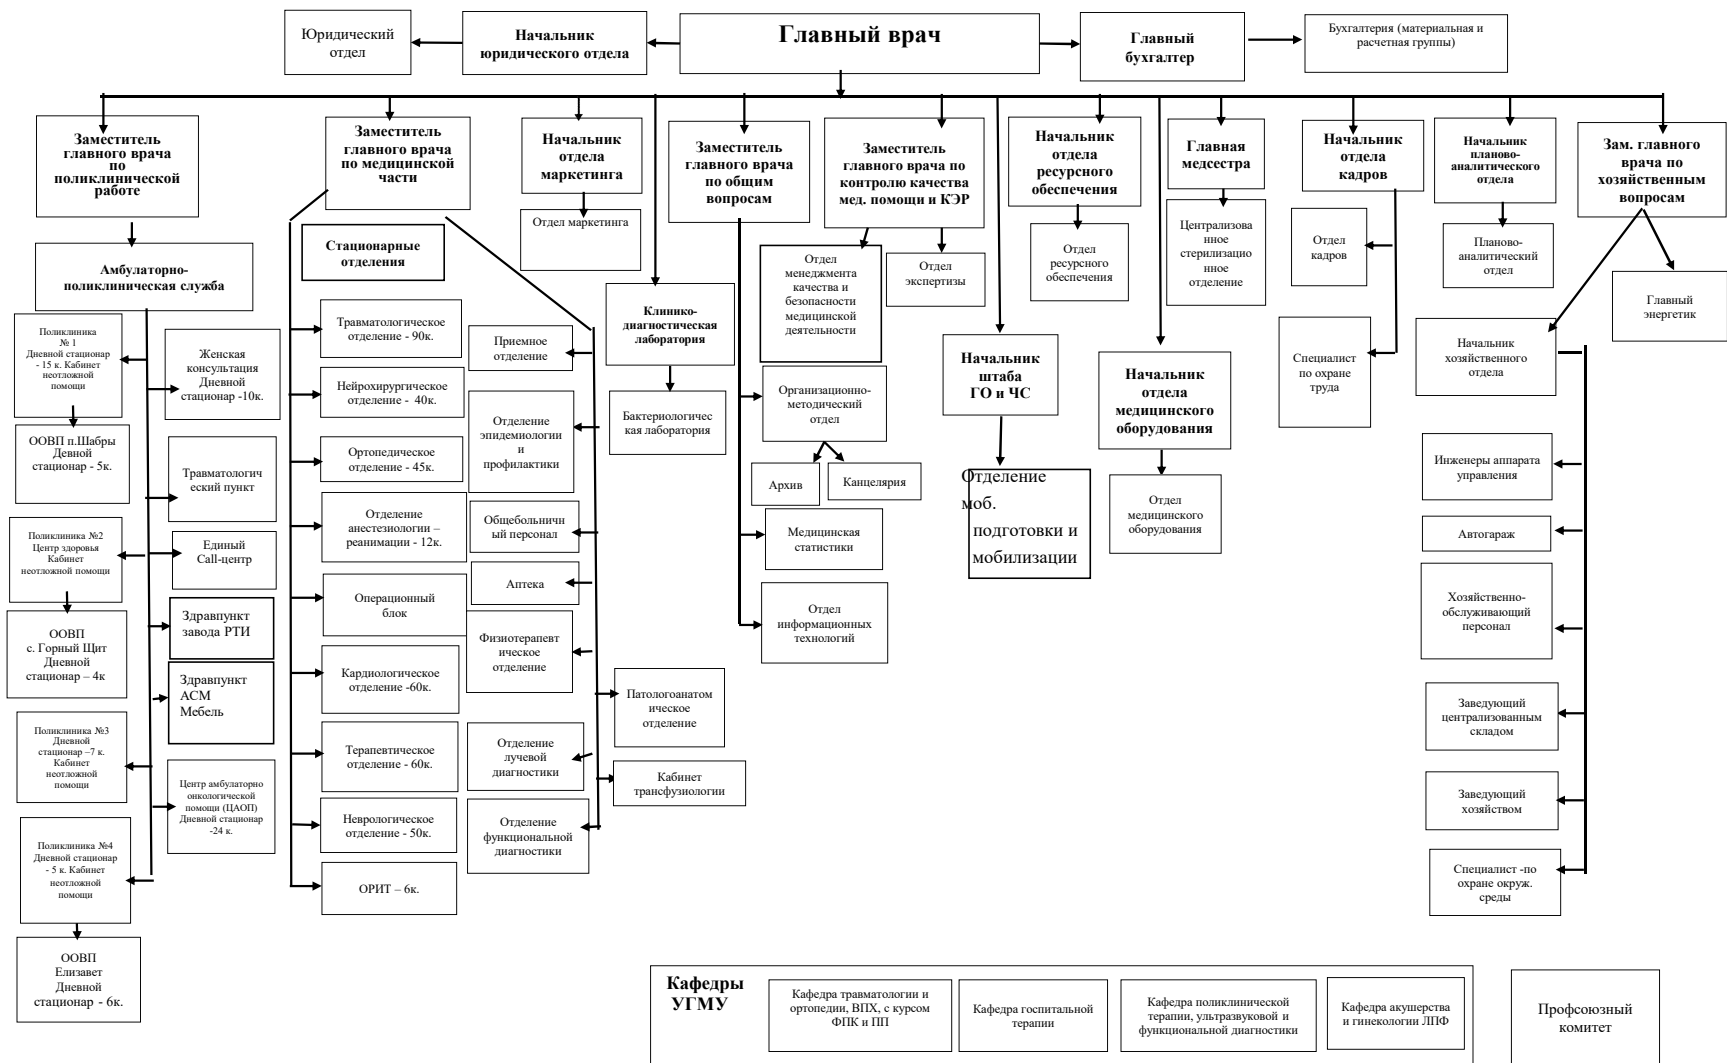 Юридический
отдел
Начальник
юридического отдела
Главный врач
Главный
бухгалтер
Бухгалтерия (материальная и
расчетная группы)
Заместитель
главного врача
по
поликлинической
работе
Заместитель
главного врача
по медицинской
части
Начальник
отдела
маркетинга
Заместитель
главного врача
по общим
вопросам
Заместитель
главного врача по
контролю качества
мед. помощи и КЭР
Начальник
отдела
ресурсного
обеспечения
Главная
медсестра
Начальник
отдела
кадров
Начальник
планово-
аналитического
отдела
Зам. главного
врача по
хозяйственным
вопросам
Амбулаторно-
поликлиническая служба
Стационарные
отделения
Отдел маркетинга
Клинико-
диагностическая
лаборатория
Отдел
менеджмента
качества и
безопасности
медицинской
деятельности
Отдел
экспертизы
Отдел
ресурсного
обеспечения
Централизова
нное
стерилизацио
нное
отделение
Отдел
кадров
Планово-
аналитический
отдел
Главный
энергетик
Поликлиника
№ 1
Дневной стационар
- 15 к. Кабинет
неотложной
помощи
Женская
консультация
Дневной
стационар -10к.
ООВП п.Шабры
Девной
стационар - 5к.
Травматологич
еский пункт
Поликлиника №2
Центр здоровья
Кабинет
неотложной помощи
Единый
Call-центр
ООВП
с. Горный Щит
Дневной
стационар – 4к
Здравпункт
завода РТИ
Здравпункт
АСМ
Мебель
Поликлиника №3
Дневной
стационар –7 к.
Кабинет
неотложной
помощи
Центр амбулаторно
онкологической
помощи (ЦАОП)
Дневной стационар
-24 к.
Поликлиника №4
Дневной стационар
- 5 к. Кабинет
неотложной
помощи
ООВП
Елизавет
Дневной
стационар - 6к.
Травматологическое
отделение - 90к.
Нейрохирургическое
отделение - 40к.
Ортопедическое
отделение - 45к.
Отделение
анестезиологии –
реанимации - 12к.
Операционный
блок
Кардиологическое
отделение -60к.
Терапевтическое
отделение - 60к.
Неврологическое
отделение - 50к.
ОРИТ – 6к.
Приемное
отделение
Отделение
эпидемиологии
и
профилактики
Общебольничн
ый персонал
Аптека
Физиотерапевт
ическое
отделение
Отделение
лучевой
диагностики
Отделение
функциональной
диагностики
Патологоанатом
ическое
отделение
Кабинет
трансфузиологии
Бактериологичес
кая лаборатория
Организационно-
методический
отдел
Архив
Канцелярия
Медицинская
статистики
Отдел
информационных
технологий
Начальник
штаба
ГО и ЧС
Отделение
моб.
подготовки и
мобилизации
Начальник
отдела
медицинского
оборудования
Отдел
медицинского
оборудования
Специалист
по охране
труда
Начальник
хозяйственного
отдела
Инженеры аппарата
управления
Автогараж
Хозяйственно-
обслуживающий
персонал
Заведующий
централизованным
складом
Заведующий
хозяйством
Специалист -по
охране окруж.
среды
Кафедры
УГМУ
Кафедра травматологии и
ортопедии, ВПХ, с курсом
ФПК и ПП
Кафедра госпитальной
терапии
Кафедра поликлинической
терапии, ультразвуковой и
функциональной диагностики
Кафедра акушерства
и гинекологии ЛПФ
Профсоюзный
комитет